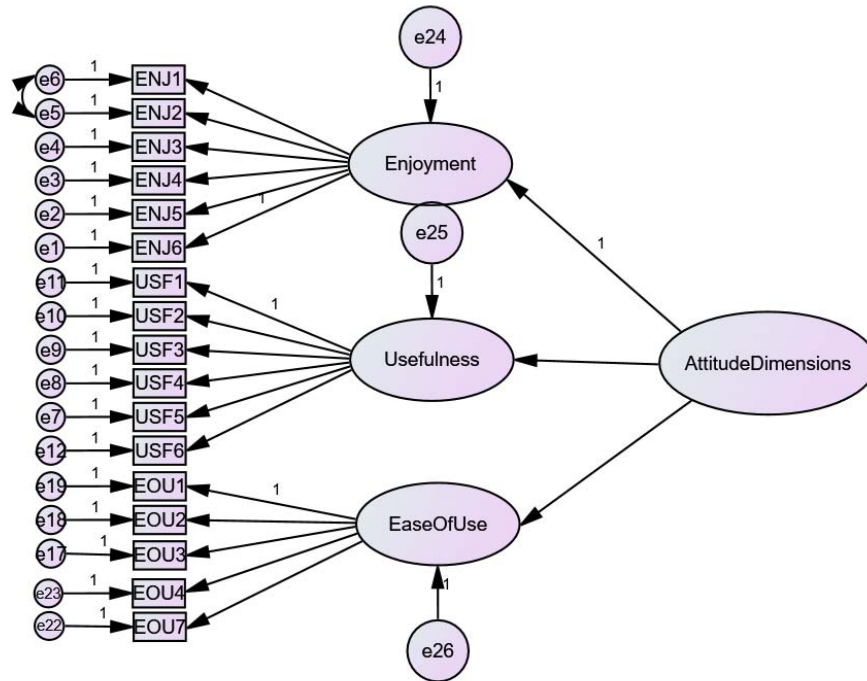 e24
1
e6 1 ENJ1
e5 1 ENJ2
e4 1 ENJ3
e3 1 ENJ4
e2 1 ENJ5
e1 1 ENJ6
1
Enjoyment
e25
1
1
e11 1 USF1
e10 1 USF2
e9 1 USF3
e8 1 USF4
e7 1 USF5
e12 1 USF6
1
Usefulness
AttitudeDimensions
e19 1 EOU1
e18 1 EOU2
e17 1 EOU3
e23 1 EOU4
e22 1 EOU7
1
EaseOfUse
1
e26